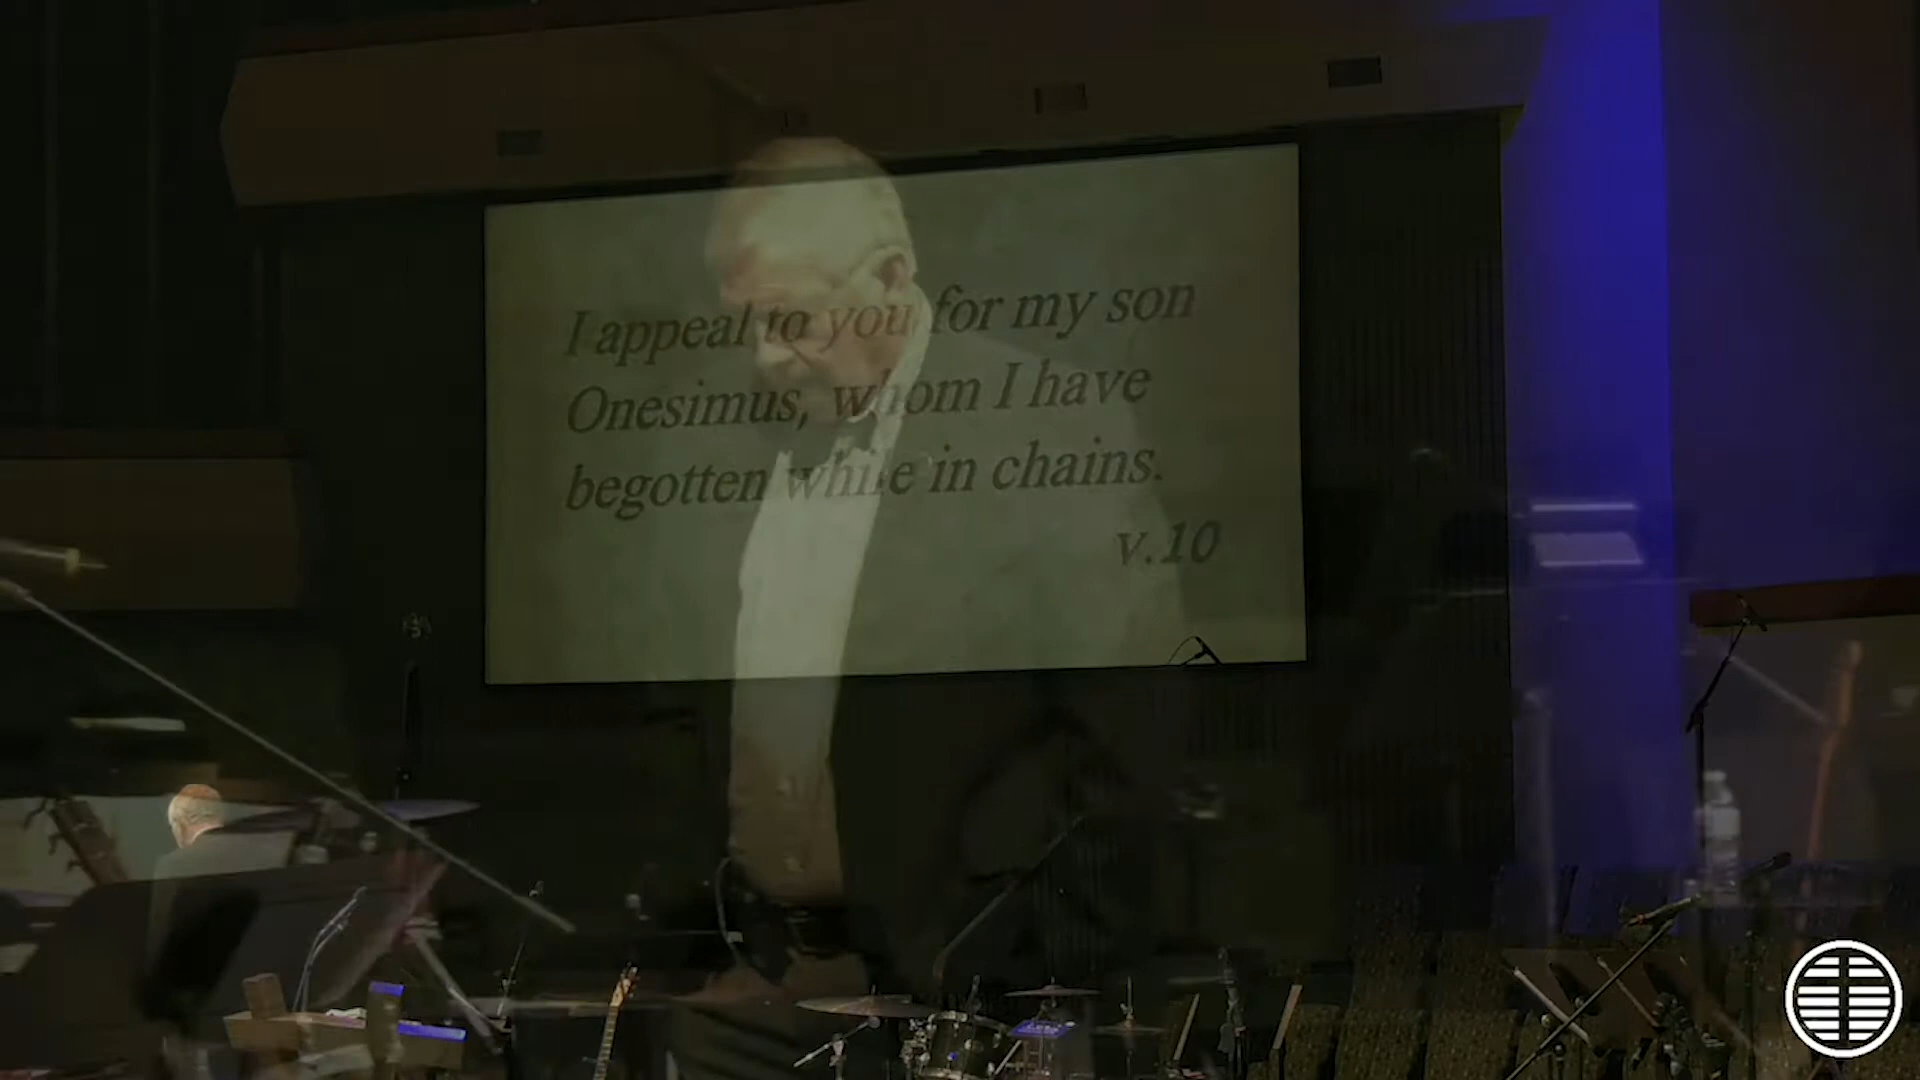 I appeal to you for my son
Onesimus, whom I have
begotten while in chains.
v.10